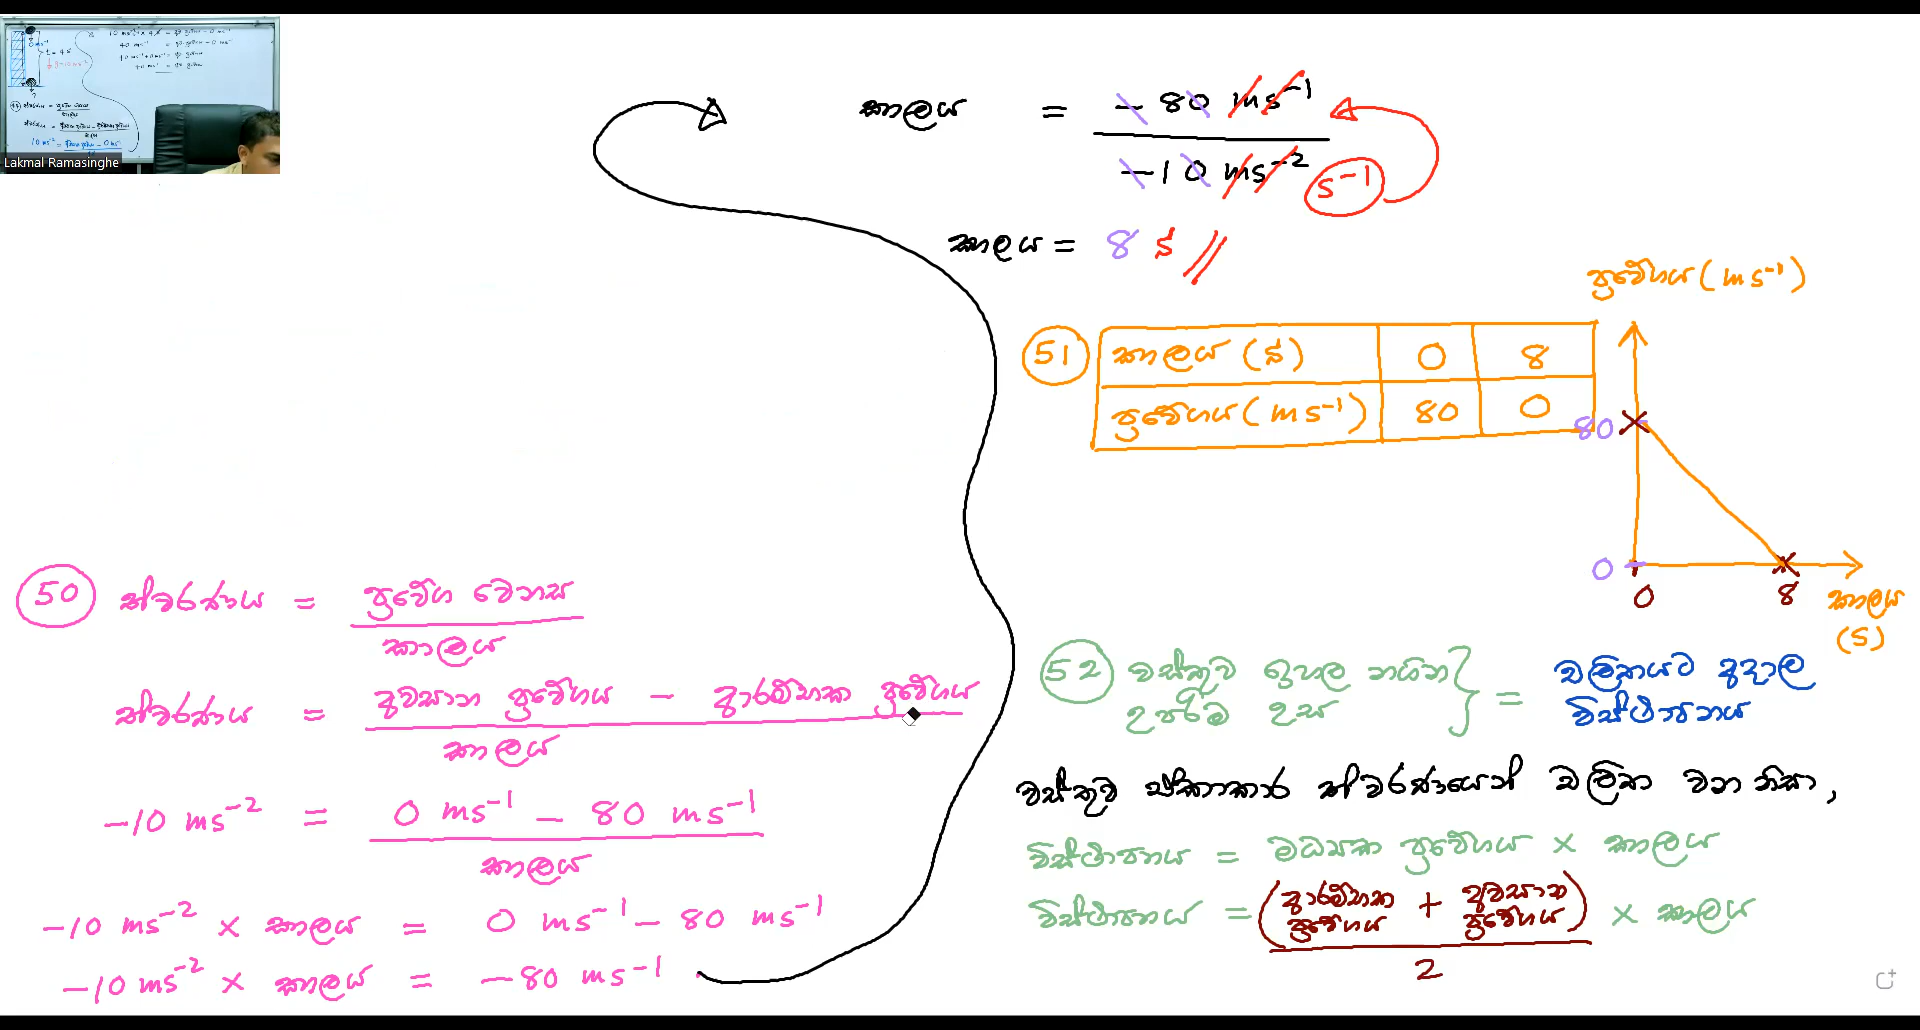 Lakmal Ramasinghe
කාලය = -80 ms⁻¹ / -10 ms⁻² s⁻¹
කාලය = 8 s //
50 ත්වරණය = ප්‍රවේග වෙනස / කාලය
ත්වරණය = අවසාන ප්‍රවේගය - ආරම්භක ප්‍රවේගය / කාලය
-10 ms⁻² = 0 ms⁻¹ - 80 ms⁻¹ / කාලය
-10 ms⁻² × කාලය = 0 ms⁻¹ - 80 ms⁻¹
-10 ms⁻² × කාලය = -80 ms⁻¹
51 කාලය (s) 0 8
ප්‍රවේගය (ms⁻¹) 80 0
ප්‍රවේගය (ms⁻¹)
80
0
0 8 කාලය
(s)
52 වස්තුව ඉහල නගින } = චලිතයට අදාල
උපරිම උස විස්ථාපනය
වස්තුව ඒකාකාර ත්වරණයෙන් චලිත වන නිසා,
විස්ථාපනය = මධ්‍යක ප්‍රවේගය × කාලය
විස්ථාපනය = (ආරම්භක ප්‍රවේගය + අවසාන ප්‍රවේගය) / 2 × කාලය